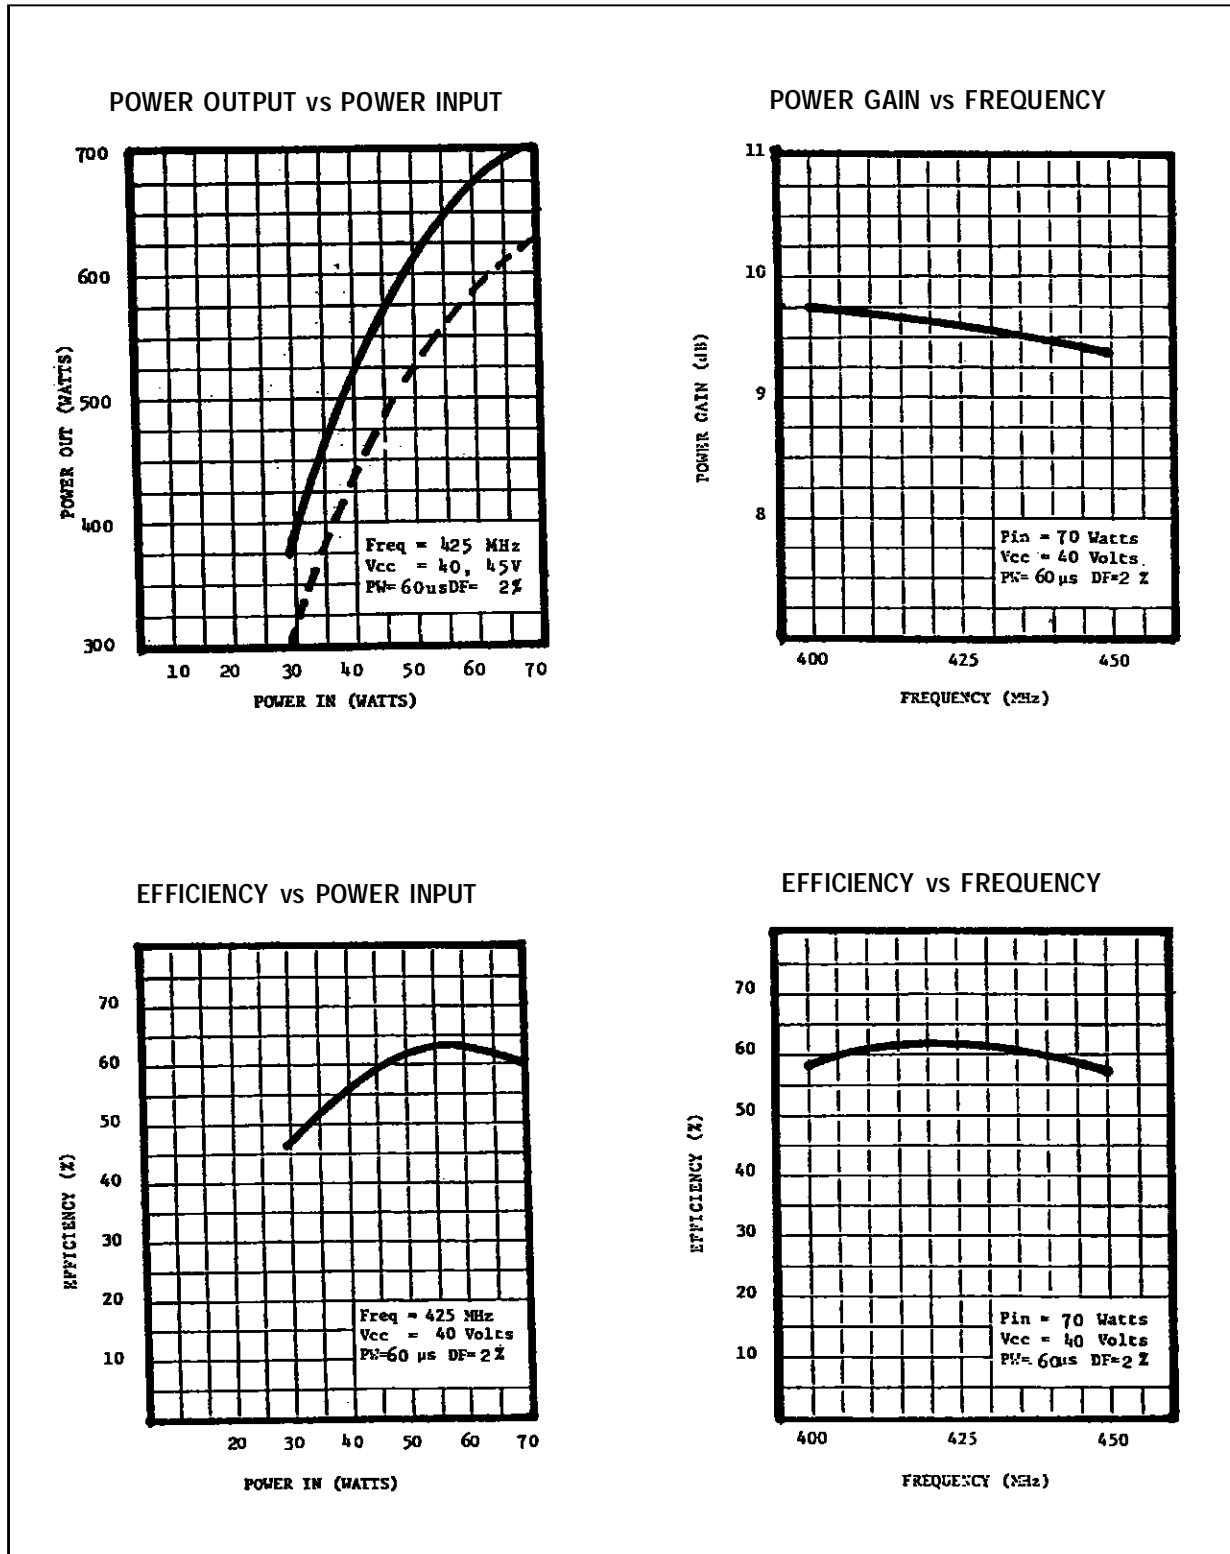 POWER OUTPUT vs POWER INPUT
700
600
500
400
300
POWER OUT (WATTS)
Freq = 425 MHz
Vcc = 40, 45V
PW= 60us DF= 2%
10 20 30 40 50 60 70
POWER IN (WATTS)
POWER GAIN vs FREQUENCY
11
10
9
8
POWER GAIN (dB)
Pin = 70 Watts
Vcc = 40 Volts.
PW= 60 µs DF=2 %
400 425 450
FREQUENCY (MHz)
EFFICIENCY vs POWER INPUT
70
60
50
40
30
20
10
EFFICIENCY (%)
Freq = 425 MHz
Vcc = 40 Volts
PW=60 µs DF=2%
20 30 40 50 60 70
POWER IN (WATTS)
EFFICIENCY vs FREQUENCY
70
60
50
40
30
20
10
EFFICIENCY (%)
Pin = 70 Watts
Vcc = 40 Volts
PW= 60µs DF=2 %
400 425 450
FREQUENCY (MHz)